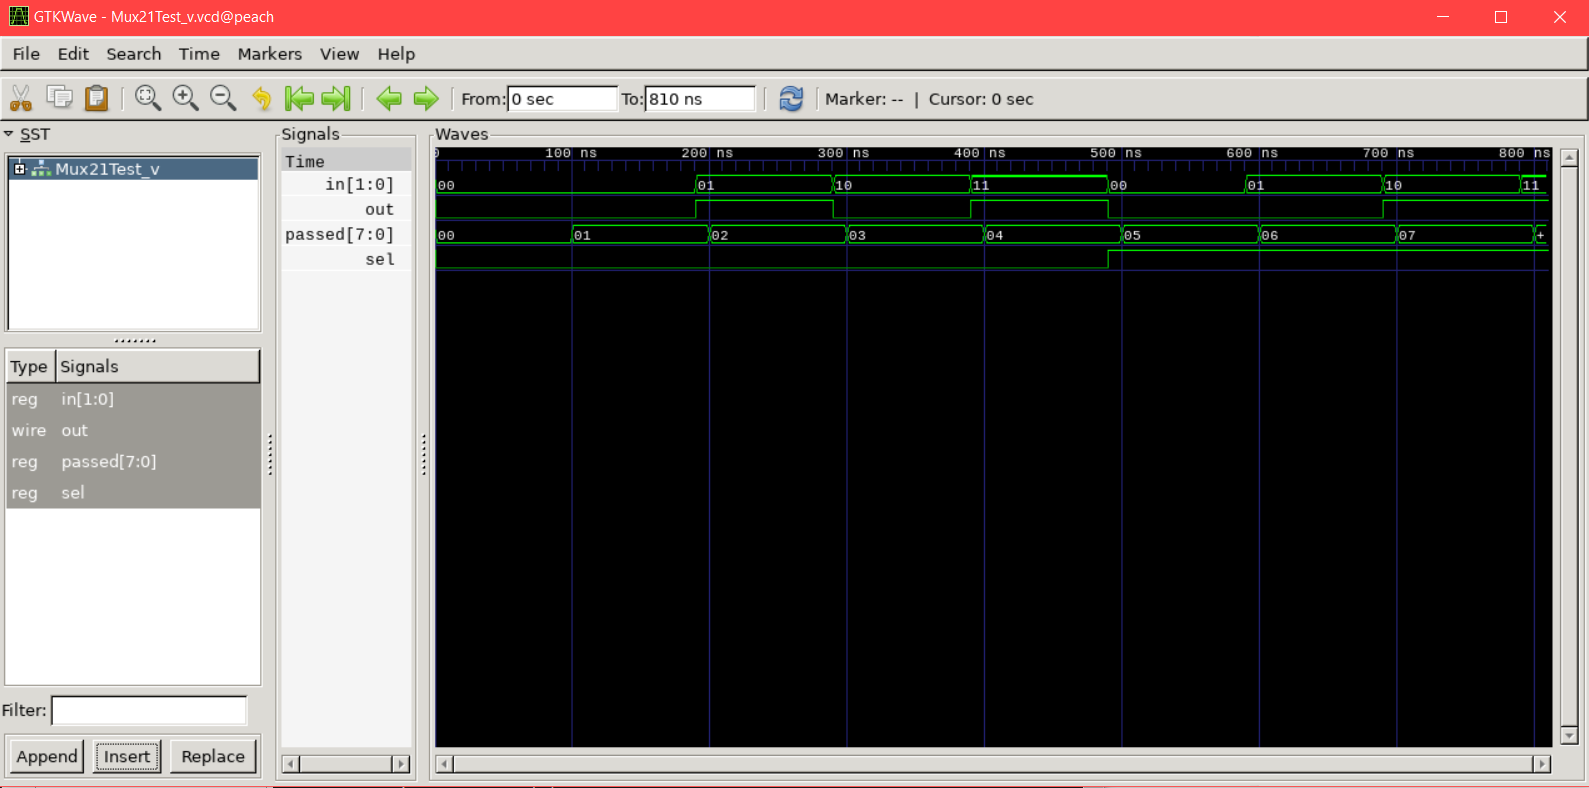 GTKWave - Mux21Test_v.vcd@peach
File Edit Search Time Markers View Help
From: 0 sec To: 810 ns Marker: -- | Cursor: 0 sec
SST
Mux21Test_v
Type Signals
reg in[1:0]
wire out
reg passed[7:0]
reg sel
Filter:
Append Insert Replace
Signals
Time
in[1:0]
out
passed[7:0]
sel
Waves
0 100 ns 200 ns 300 ns 400 ns 500 ns 600 ns 700 ns 800 ns
00 01 10 11 00 01 10 11
00 01 02 03 04 05 06 07 +